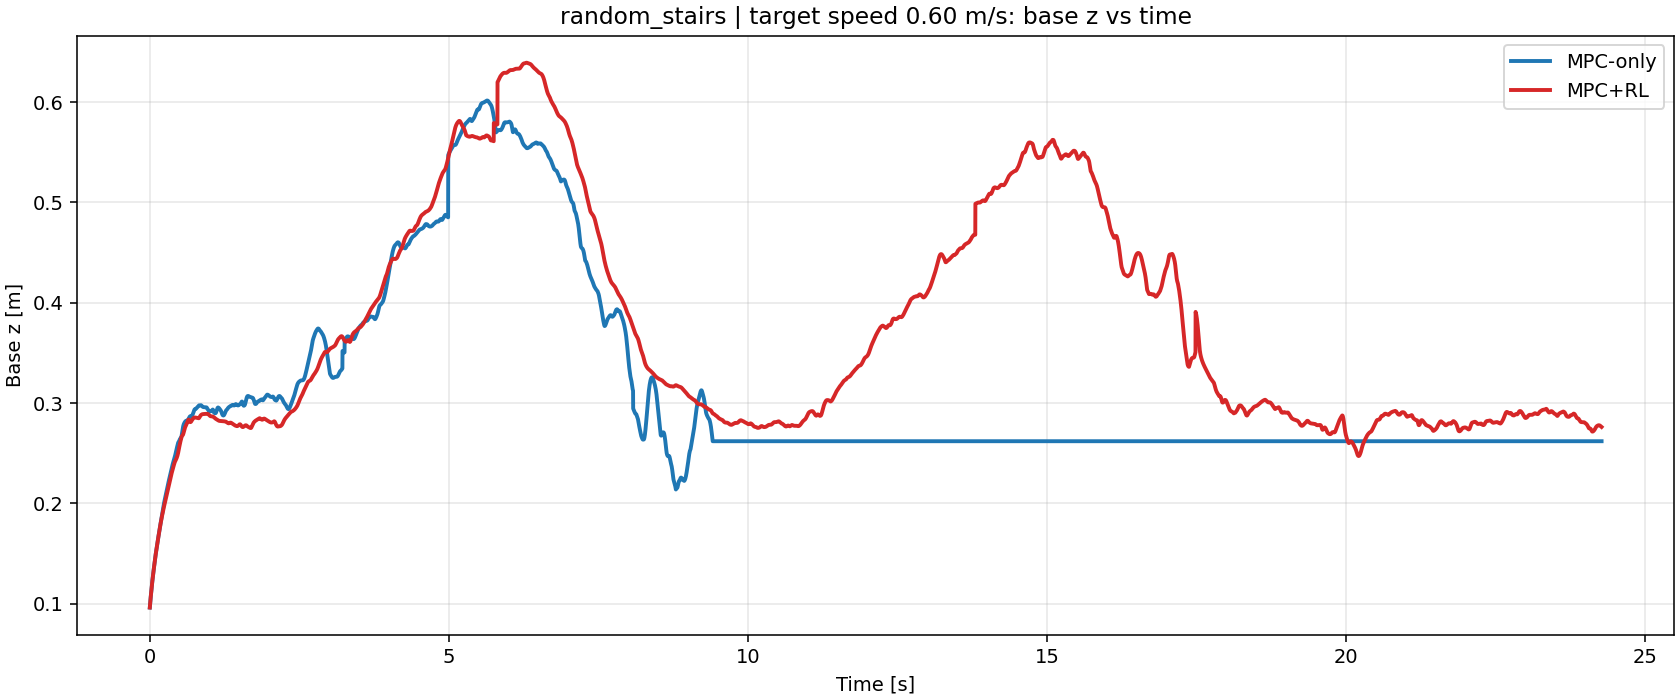 random_stairs | target speed 0.60 m/s: base z vs time
MPC-only
MPC+RL
Base z [m]
0.6
0.5
0.4
0.3
0.2
0.1
0 5 10 15 20 25
Time [s]